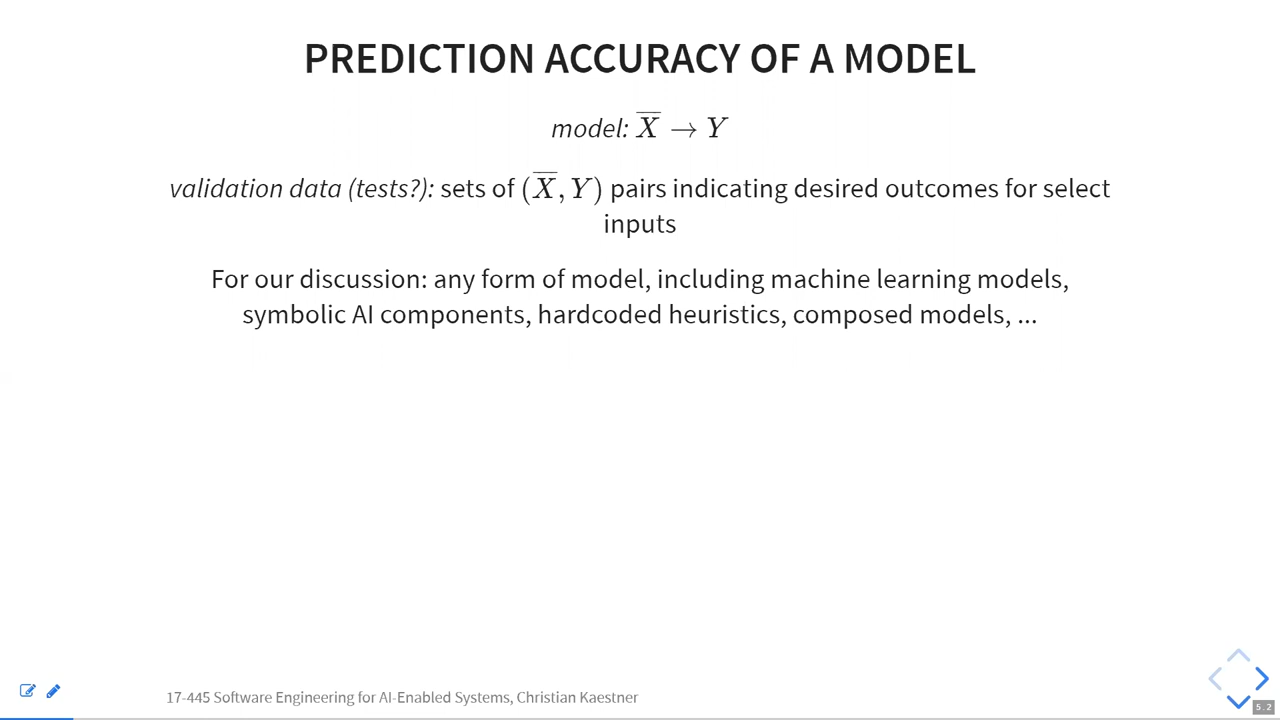 PREDICTION ACCURACY OF A MODEL
model: X̅ → Y
validation data (tests?): sets of (X̅, Y) pairs indicating desired outcomes for select
inputs
For our discussion: any form of model, including machine learning models,
symbolic AI components, hardcoded heuristics, composed models, ...
17-445 Software Engineering for AI-Enabled Systems, Christian Kaestner
5.2